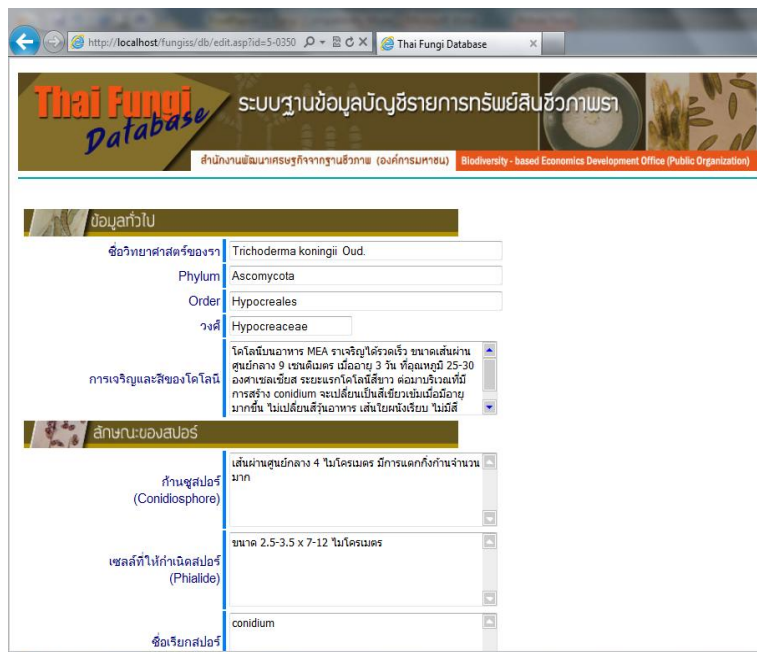 http://localhost/fungiss/db/edit.asp?id=5-0350
Thai Fungi Database
Thai Fungi
Database
ระบบฐานข้อมูลบัญชีรายการทรัพย์สินชีวภาพรา
สำนักงานพัฒนาเศรษฐกิจจากฐานชีวภาพ (องค์การมหาชน) Biodiversity - based Economics Development Office (Public Organization)
ข้อมูลทั่วไป
ชื่อวิทยาศาสตร์ของรา Trichoderma koningii Oud.
Phylum Ascomycota
Order Hypocreales
วงศ์ Hypocreaceae
การเจริญและสีของโคโลนี
โคโลนีบนอาหาร MEA ราเจริญได้รวดเร็ว ขนาดเส้นผ่าน
ศูนย์กลาง 9 เซนติเมตร เมื่ออายุ 3 วัน ที่อุณหภูมิ 25-30
องศาเซลเซียส ระยะแรกโคโลนีสีขาว ต่อมาบริเวณที่มี
การสร้าง conidium จะเปลี่ยนเป็นสีเขียวเข้มเมื่อมีอายุ
มากขึ้น ไม่เปลี่ยนสีวุ้นอาหาร เส้นใยผนังเรียบ ไม่มีสี
ลักษณะของสปอร์
ก้านชูสปอร์
(Conidiosphore)
เส้นผ่านศูนย์กลาง 4 ไมโครเมตร มีการแตกกิ่งก้านจำนวน
มาก
เซลล์ที่ให้กำเนิดสปอร์
(Phialide)
ขนาด 2.5-3.5 x 7-12 ไมโครเมตร
ชื่อเรียกสปอร์
conidium